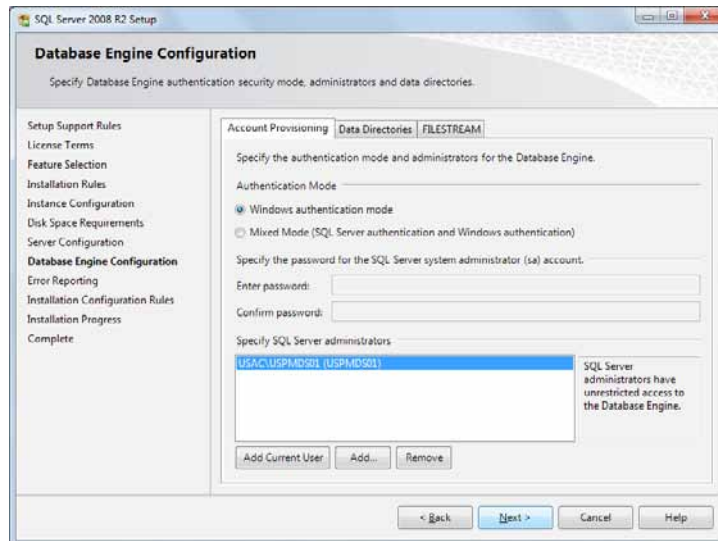 SQL Server 2008 R2 Setup
Database Engine Configuration
Specify Database Engine authentication security mode, administrators and data directories.
Setup Support Rules
License Terms
Feature Selection
Installation Rules
Instance Configuration
Disk Space Requirements
Server Configuration
Database Engine Configuration
Error Reporting
Installation Configuration Rules
Installation Progress
Complete
Account Provisioning Data Directories FILESTREAM
Specify the authentication mode and administrators for the Database Engine.
Authentication Mode
Windows authentication mode
Mixed Mode (SQL Server authentication and Windows authentication)
Specify the password for the SQL Server system administrator (sa) account.
Enter password:
Confirm password:
Specify SQL Server administrators
USAC\USPMDS01 (USPMDS01)
SQL Server
administrators have
unrestricted access to
the Database Engine.
Add Current User Add... Remove
< Back Next > Cancel Help